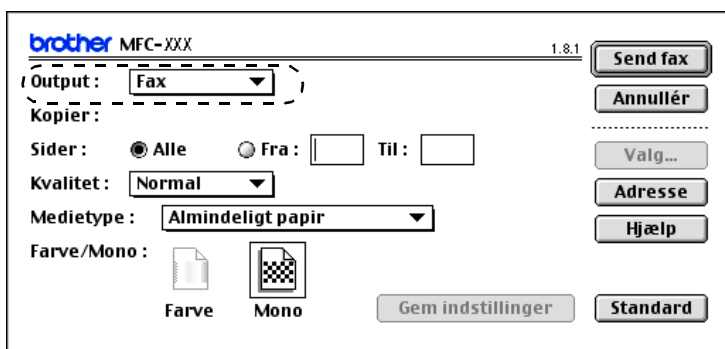 brother MFC-XXX 1.8.1
Send fax
Output : Fax
Annullér
Kopier :
Sider : Alle Fra : Til :
Valg...
Kvalitet : Normal
Adresse
Medietype : Almindeligt papir
Hjælp
Farve/Mono :
Farve Mono
Gem indstillinger
Standard